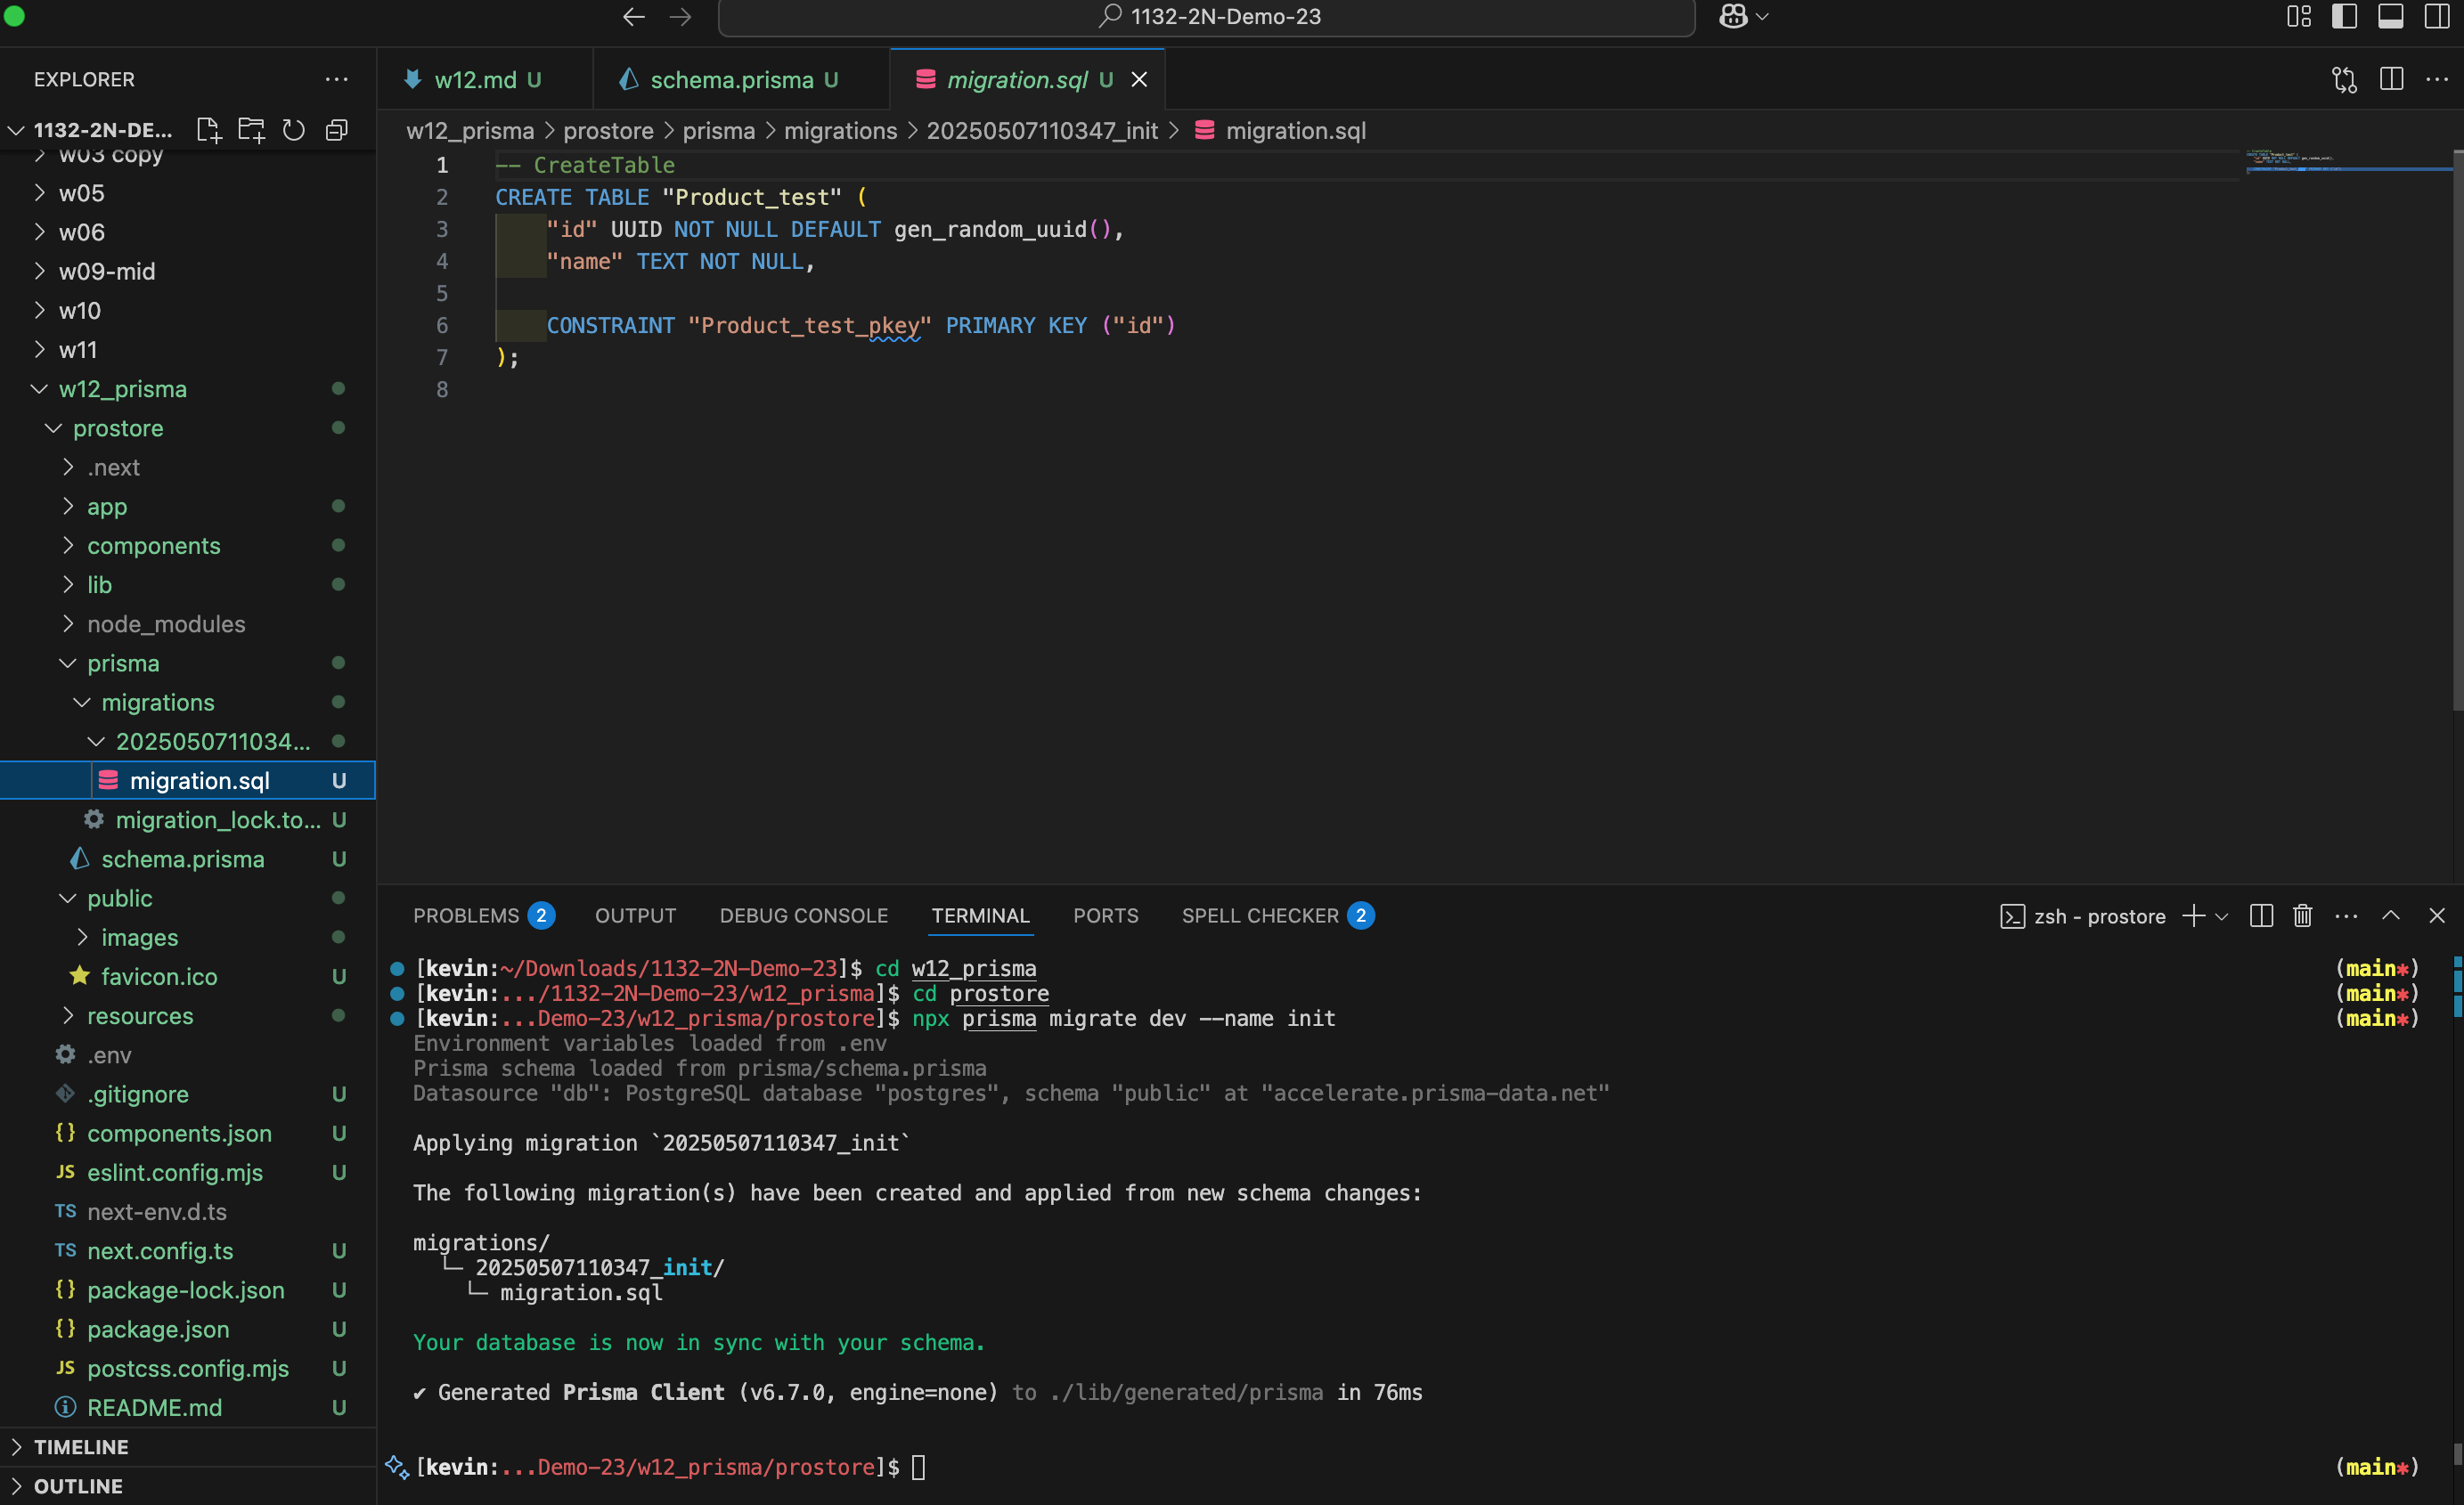 1132-2N-Demo-23
EXPLORER
1132-2N-DE...
w03 copy
w05
w06
w09-mid
w10
w11
w12_prisma
prostore
.next
app
components
lib
node_modules
prisma
migrations
2025050711034...
migration.sql U
migration_lock.to... U
schema.prisma U
public
images
favicon.ico U
resources
.env
.gitignore U
{} components.json U
JS eslint.config.mjs U
TS next-env.d.ts
TS next.config.ts U
{} package-lock.json U
{} package.json U
JS postcss.config.mjs U
README.md U
TIMELINE
OUTLINE
w12.md U schema.prisma U migration.sql U
w12_prisma > prostore > prisma > migrations > 20250507110347_init > migration.sql
1 -- CreateTable
2 CREATE TABLE "Product_test" (
3 "id" UUID NOT NULL DEFAULT gen_random_uuid(),
4 "name" TEXT NOT NULL,
5
6 CONSTRAINT "Product_test_pkey" PRIMARY KEY ("id")
7 );
8
PROBLEMS 2 OUTPUT DEBUG CONSOLE TERMINAL PORTS SPELL CHECKER 2 zsh - prostore
[kevin:~/Downloads/1132-2N-Demo-23]$ cd w12_prisma (main*)
[kevin:.../1132-2N-Demo-23/w12_prisma]$ cd prostore (main*)
[kevin:...Demo-23/w12_prisma/prostore]$ npx prisma migrate dev --name init (main*)
Environment variables loaded from .env
Prisma schema loaded from prisma/schema.prisma
Datasource "db": PostgreSQL database "postgres", schema "public" at "accelerate.prisma-data.net"
Applying migration `20250507110347_init`
The following migration(s) have been created and applied from new schema changes:
migrations/
└─ 20250507110347_init/
└─ migration.sql
Your database is now in sync with your schema.
✔ Generated Prisma Client (v6.7.0, engine=none) to ./lib/generated/prisma in 76ms
[kevin:...Demo-23/w12_prisma/prostore]$ (main*)